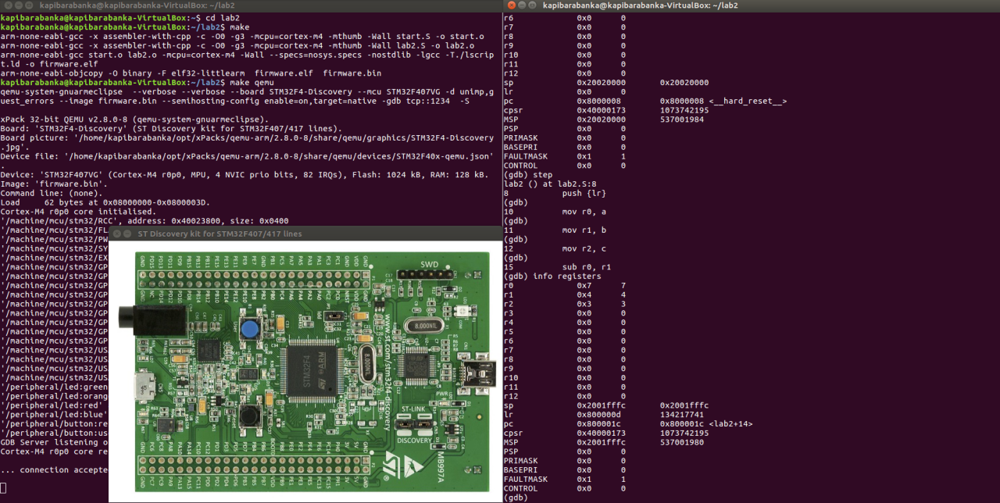 kapibarabanka@kapibarabanka-VirtualBox: ~/lab2
kapibarabanka@kapibarabanka-VirtualBox:~$ cd lab2
kapibarabanka@kapibarabanka-VirtualBox:~/lab2$ make
arm-none-eabi-gcc -x assembler-with-cpp -c -O0 -g3 -mcpu=cortex-m4 -mthumb -Wall start.S -o start.o
arm-none-eabi-gcc -x assembler-with-cpp -c -O0 -g3 -mcpu=cortex-m4 -mthumb -Wall lab2.S -o lab2.o
arm-none-eabi-gcc start.o lab2.o -mcpu=cortex-m4 -Wall --specs=nosys.specs -nostdlib -lgcc -T./lscrip
t.ld -o firmware.elf
arm-none-eabi-objcopy -O binary -F elf32-littlearm  firmware.elf  firmware.bin
kapibarabanka@kapibarabanka-VirtualBox:~/lab2$ make qemu
qemu-system-gnuarmeclipse  --verbose --verbose --board STM32F4-Discovery --mcu STM32F407VG -d unimp,g
uest_errors --image firmware.bin --semihosting-config enable=on,target=native -gdb tcp::1234  -S
xPack 32-bit QEMU v2.8.0-8 (qemu-system-gnuarmeclipse).
Board: 'STM32F4-Discovery' (ST Discovery kit for STM32F407/417 lines).
Board picture: '/home/kapibarabanka/opt/xPacks/qemu-arm/2.8.0-8/share/qemu/graphics/STM32F4-Discovery
.jpg'.
Device file: '/home/kapibarabanka/opt/xPacks/qemu-arm/2.8.0-8/share/qemu/devices/STM32F40x-qemu.json'
.
Device: 'STM32F407VG' (Cortex-M4 r0p0, MPU, 4 NVIC prio bits, 82 IRQs), Flash: 1024 kB, RAM: 128 kB.
Image: 'firmware.bin'.
Command line: (none).
Load    62 bytes at 0x08000000-0x0800003D.
Cortex-M4 r0p0 core initialised.
'/machine/mcu/stm32/RCC', address: 0x40023800, size: 0x0400
'/machine/mcu/stm32/FL
'/machine/mcu/stm32/PW
'/machine/mcu/stm32/SY
'/machine/mcu/stm32/EX
'/machine/mcu/stm32/GP
'/machine/mcu/stm32/GP
'/machine/mcu/stm32/GP
'/machine/mcu/stm32/GP
'/machine/mcu/stm32/GP
'/machine/mcu/stm32/GP
'/machine/mcu/stm32/GP
'/machine/mcu/stm32/GP
'/machine/mcu/stm32/GP
'/machine/mcu/stm32/US
'/machine/mcu/stm32/US
'/machine/mcu/stm32/US
'/machine/mcu/stm32/US
'/peripheral/led:green
'/peripheral/led:orang
'/peripheral/led:red'
'/peripheral/led:blue'
'/peripheral/button:re
'/peripheral/button:us
GDB Server listening o
Cortex-M4 r0p0 core re
... connection accepte
ST Discovery kit for STM32F407/417 lines
SWD
8.000NTL
STM32F4
ARM
www.st.com/stm32f4-discovery
ST-LINK
DISCOVERY
MB997A
kapibarabanka@kapibarabanka-VirtualBox: ~/lab2
r6 0x0 0
r7 0x0 0
r8 0x0 0
r9 0x0 0
r10 0x0 0
r11 0x0 0
r12 0x0 0
sp 0x20020000 0x20020000
lr 0x0 0
pc 0x8000008 0x8000008 <__hard_reset__>
cpsr 0x40000173 1073742195
MSP 0x20020000 537001984
PSP 0x0 0
PRIMASK 0x0 0
BASEPRI 0x0 0
FAULTMASK 0x1 1
CONTROL 0x0 0
(gdb) step
lab2 () at lab2.S:8
8 push {lr}
(gdb)
10 mov r0, a
(gdb)
11 mov r1, b
(gdb)
12 mov r2, c
(gdb)
15 sub r0, r1
(gdb) info registers
r0 0x7 7
r1 0x4 4
r2 0x3 3
r3 0x0 0
r4 0x0 0
r5 0x0 0
r6 0x0 0
r7 0x0 0
r8 0x0 0
r9 0x0 0
r10 0x0 0
r11 0x0 0
r12 0x0 0
sp 0x2001fffc 0x2001fffc
lr 0x800000d 134217741
pc 0x800001c 0x800001c <lab2+14>
cpsr 0x40000173 1073742195
MSP 0x2001fffc 537001980
PSP 0x0 0
PRIMASK 0x0 0
BASEPRI 0x0 0
FAULTMASK 0x1 1
CONTROL 0x0 0
(gdb)